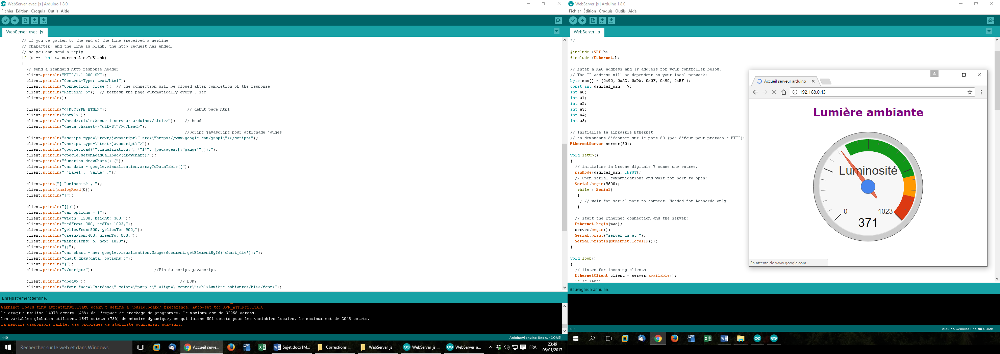 WebServer_avec_js | Arduino 1.8.0
Fichier Édition Croquis Outils Aide
WebServer_avec_js
// if you've gotten to the end of the line (received a newline
// character) and the line is blank, the http request has ended,
// so you can send a reply
if (c == '\n' && currentLineIsBlank)
{
// send a standard http response header
client.println("HTTP/1.1 200 OK");
client.println("Content-Type: text/html");
client.println("Connection: close");  // the connection will be closed after completion of the response
client.println("Refresh: 5");  // refresh the page automatically every 5 sec
client.println();
client.println("<!DOCTYPE HTML>"); // début page html
client.println("<html>");
client.println("<head><title>Accueil serveur arduino</title>"); // head
client.println("<meta charset=\"utf-8\"/></head>");
//Script javascript pour affichage jauges
client.println("<script type=\"text/javascript\" src=\"https://www.google.com/jsapi\"></script>");
client.println("<script type=\"text/javascript\">");
client.println("google.load(\"visualization\", \"1\", {packages:[\"gauge\"]});");
client.println("google.setOnLoadCallback(drawChart);");
client.println("function drawChart() {");
client.println("var data = google.visualization.arrayToDataTable([");
client.println("['Label', 'Value'],");
client.print("['Luminosité', ");
client.print(analogRead(0));
client.println("]");
client.println("]);");
client.println("var options = {");
client.println("width: 1200, height: 360,");
client.println("redFrom: 900, redTo: 1023,");
client.println("yellowFrom:800, yellowTo: 900,");
client.println("greenFrom:400, greenTo: 800,");
client.println("minorTicks: 5, max: 1023");
client.println("};");
client.println("var chart = new google.visualization.Gauge(document.getElementById('chart_div'));");
client.println("chart.draw(data, options);");
client.println("}");
client.println("</script>"); //Fin du script javascript
client.println("<body>"); // BODY
client.println("<font face=\"verdana\" color=\"purple\" align=\"center\"><h1>Lumière ambiante</h1></font>");
Enregistrement terminé.
Warning: Board tiny:avr:attiny2313at8 doesn't define a 'build.board' preference. Auto-set to: AVR_ATTINY2313AT8
Le croquis utilise 14078 octets (43%) de l'espace de stockage de programmes. Le maximum est de 32256 octets.
Les variables globales utilisent 1547 octets (75%) de mémoire dynamique, ce qui laisse 501 octets pour les variables locales. Le maximum est de 2048 octets.
La mémoire disponible faible, des problèmes de stabilité pourraient survenir.
119
Arduino/Genuino Uno sur COM5
Rechercher sur le web et dans Windows
Accueil serve...
Sujet.docx [M...
Corrections_...
WebServer_js
WebServer_js ...
WebServer_a...
FRA
23:49
06/01/2017
WebServer_js | Arduino 1.8.0
Fichier Édition Croquis Outils Aide
WebServer_js
*/
#include <SPI.h>
#include <Ethernet.h>
// Enter a MAC address and IP address for your controller below.
// The IP address will be dependent on your local network:
byte mac[] = {0x90, 0xA2, 0xDA, 0x0F, 0x90, 0xBF };
const int digital_pin = 7;
int a0;
int a1;
int a2;
int a3;
int a4;
int a5;
// Initialise la librairie Ethernet
// en demandant d'écouter sur le port 80 (par défaut pour protocole HTTP):
EthernetServer server(80);
void setup()
{
// initialise la broche digitale 7 comme une entrée.
pinMode(digital_pin, INPUT);
// Open serial communications and wait for port to open:
Serial.begin(9600);
while (!Serial)
{
; // wait for serial port to connect. Needed for Leonardo only
}
// start the Ethernet connection and the server:
Ethernet.begin(mac);
server.begin();
Serial.print("server is at ");
Serial.println(Ethernet.localIP());
}
void loop()
{
// listen for incoming clients
EthernetClient client = server.available();
if (client)
Sauvegarde annulée.
131
Arduino/Genuino Uno sur COM5
Accueil serveur arduino
192.168.0.43
Lumière ambiante
Luminosité
0
1023
371
En attente de www.google.com...